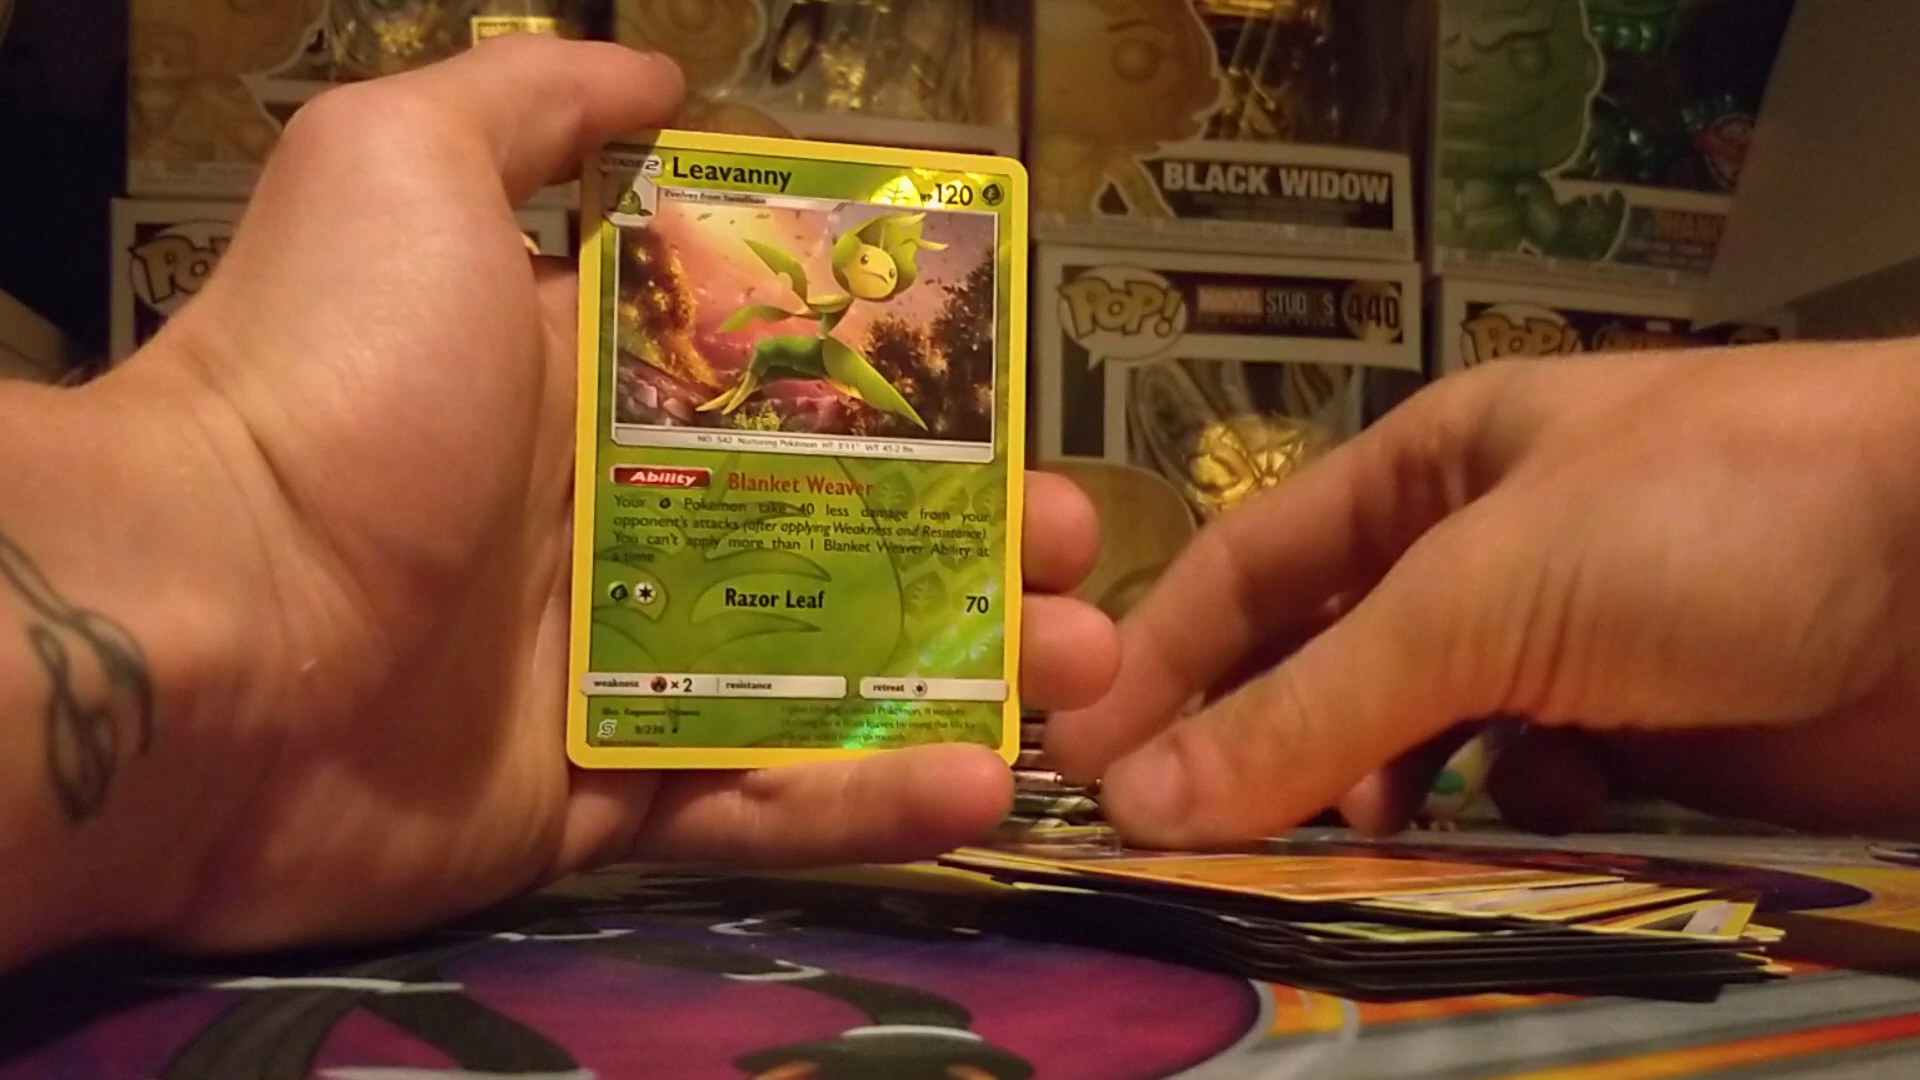 STAGE 2
Leavanny
HP 120
Evolves from Swadloon
NO. 542 Nurturing Pokémon HT: 3'11" WT: 45.2 lbs
Ability Blanket Weaver
Your Pokémon take 40 less damage from your
opponent's attacks (after applying Weakness and Resistance).
You can't apply more than 1 Blanket Weaver Ability at
a time.
Razor Leaf 70
weakness ×2 resistance retreat
Illus.
9/236
BLACK WIDOW
POP! MARVEL STUDIOS 440
POP!